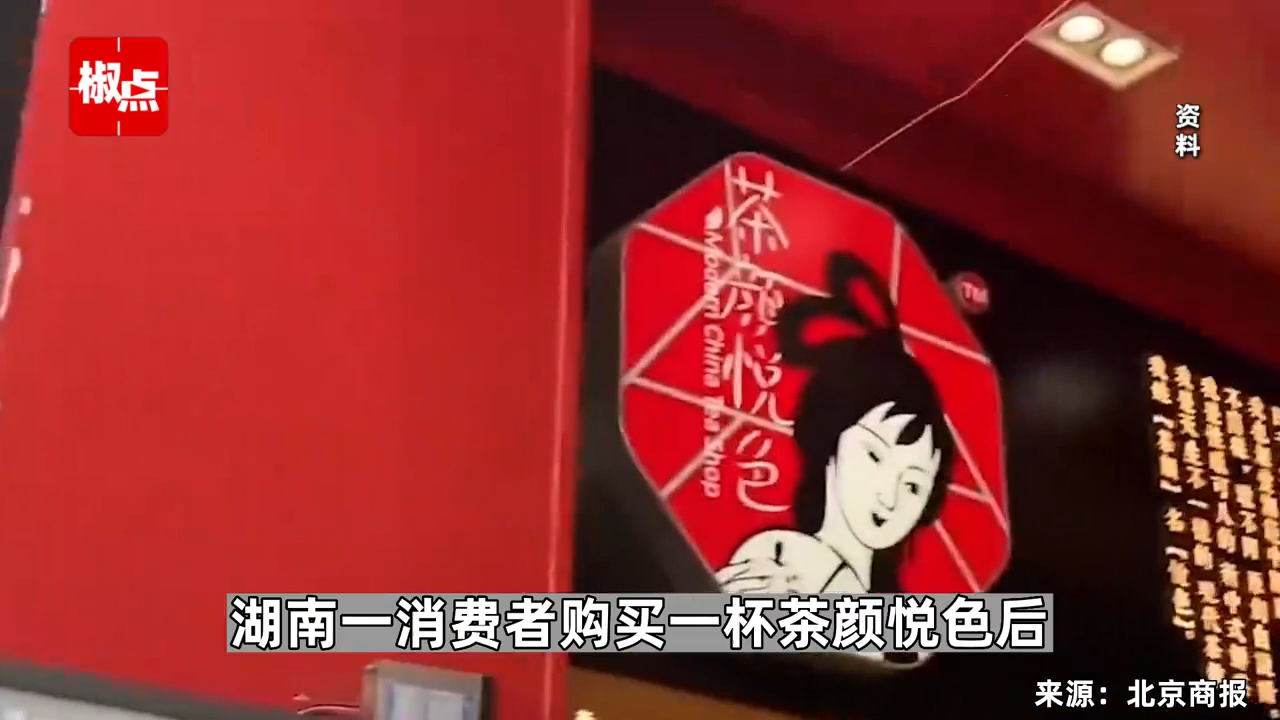 椒点
资料
茶颜悦色
Modern China Tea Shop
TM
湖南一消费者购买一杯茶颜悦色后
来源：北京商报